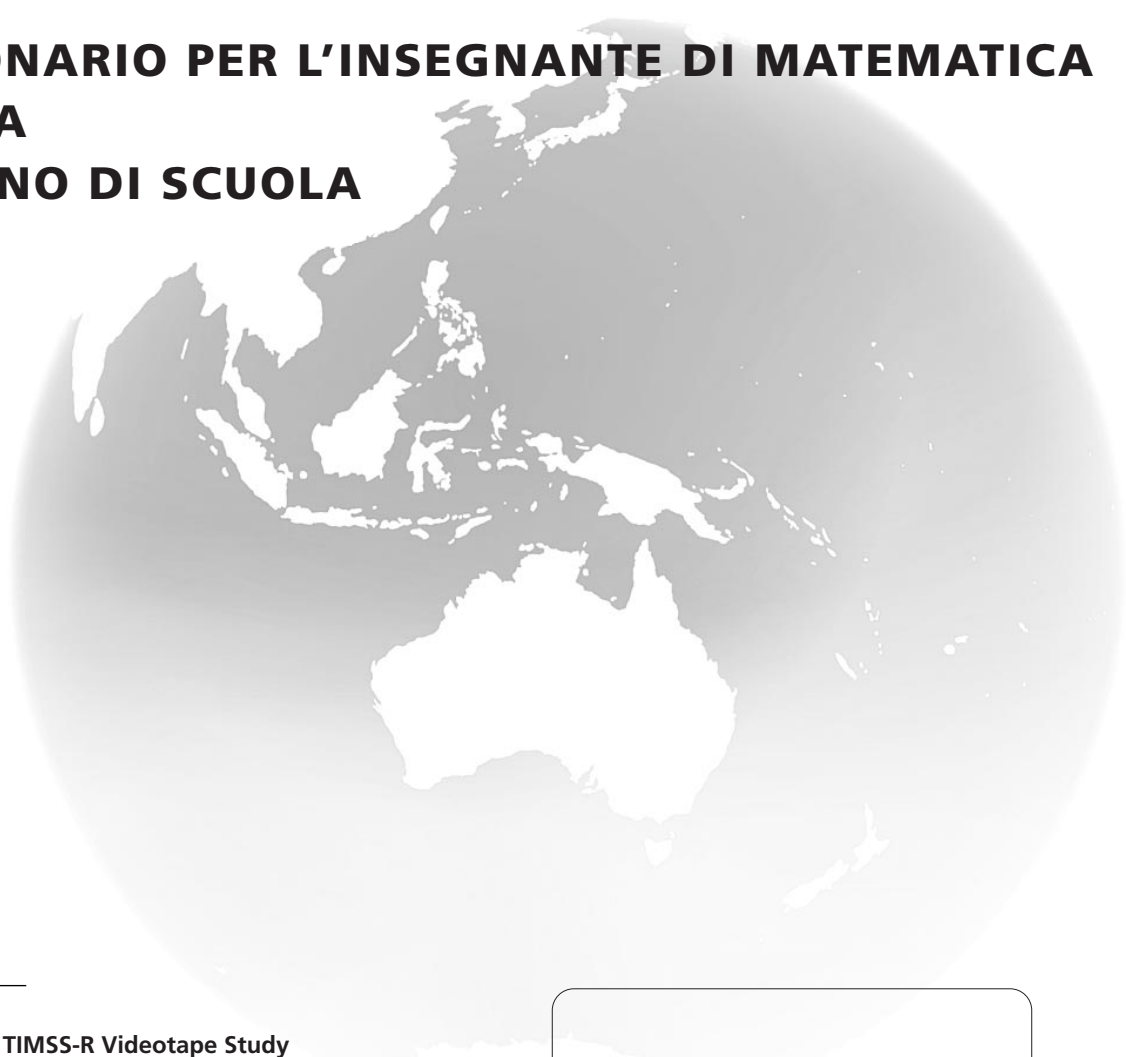 ONARIO PER L’INSEGNANTE DI MATEMATICA
A
NO DI SCUOLA
TIMSS-R Videotape Study